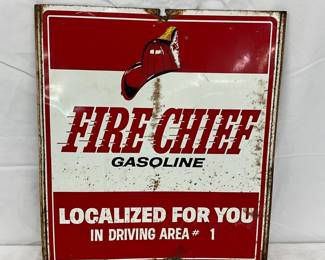 FIRE CHIEF
GASOLINE
LOCALIZED FOR YOU
IN DRIVING AREA # 1